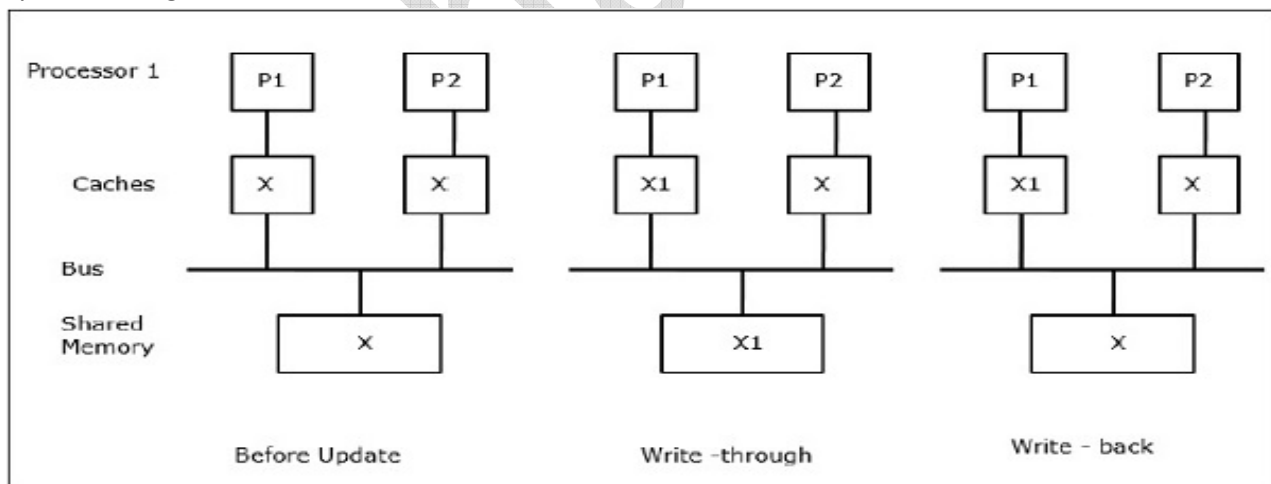 Processor 1 P1 P2 P1 P2 P1 P2
Caches X X X1 X X1 X
Bus
Shared
Memory X X1 X
Before Update Write -through Write - back